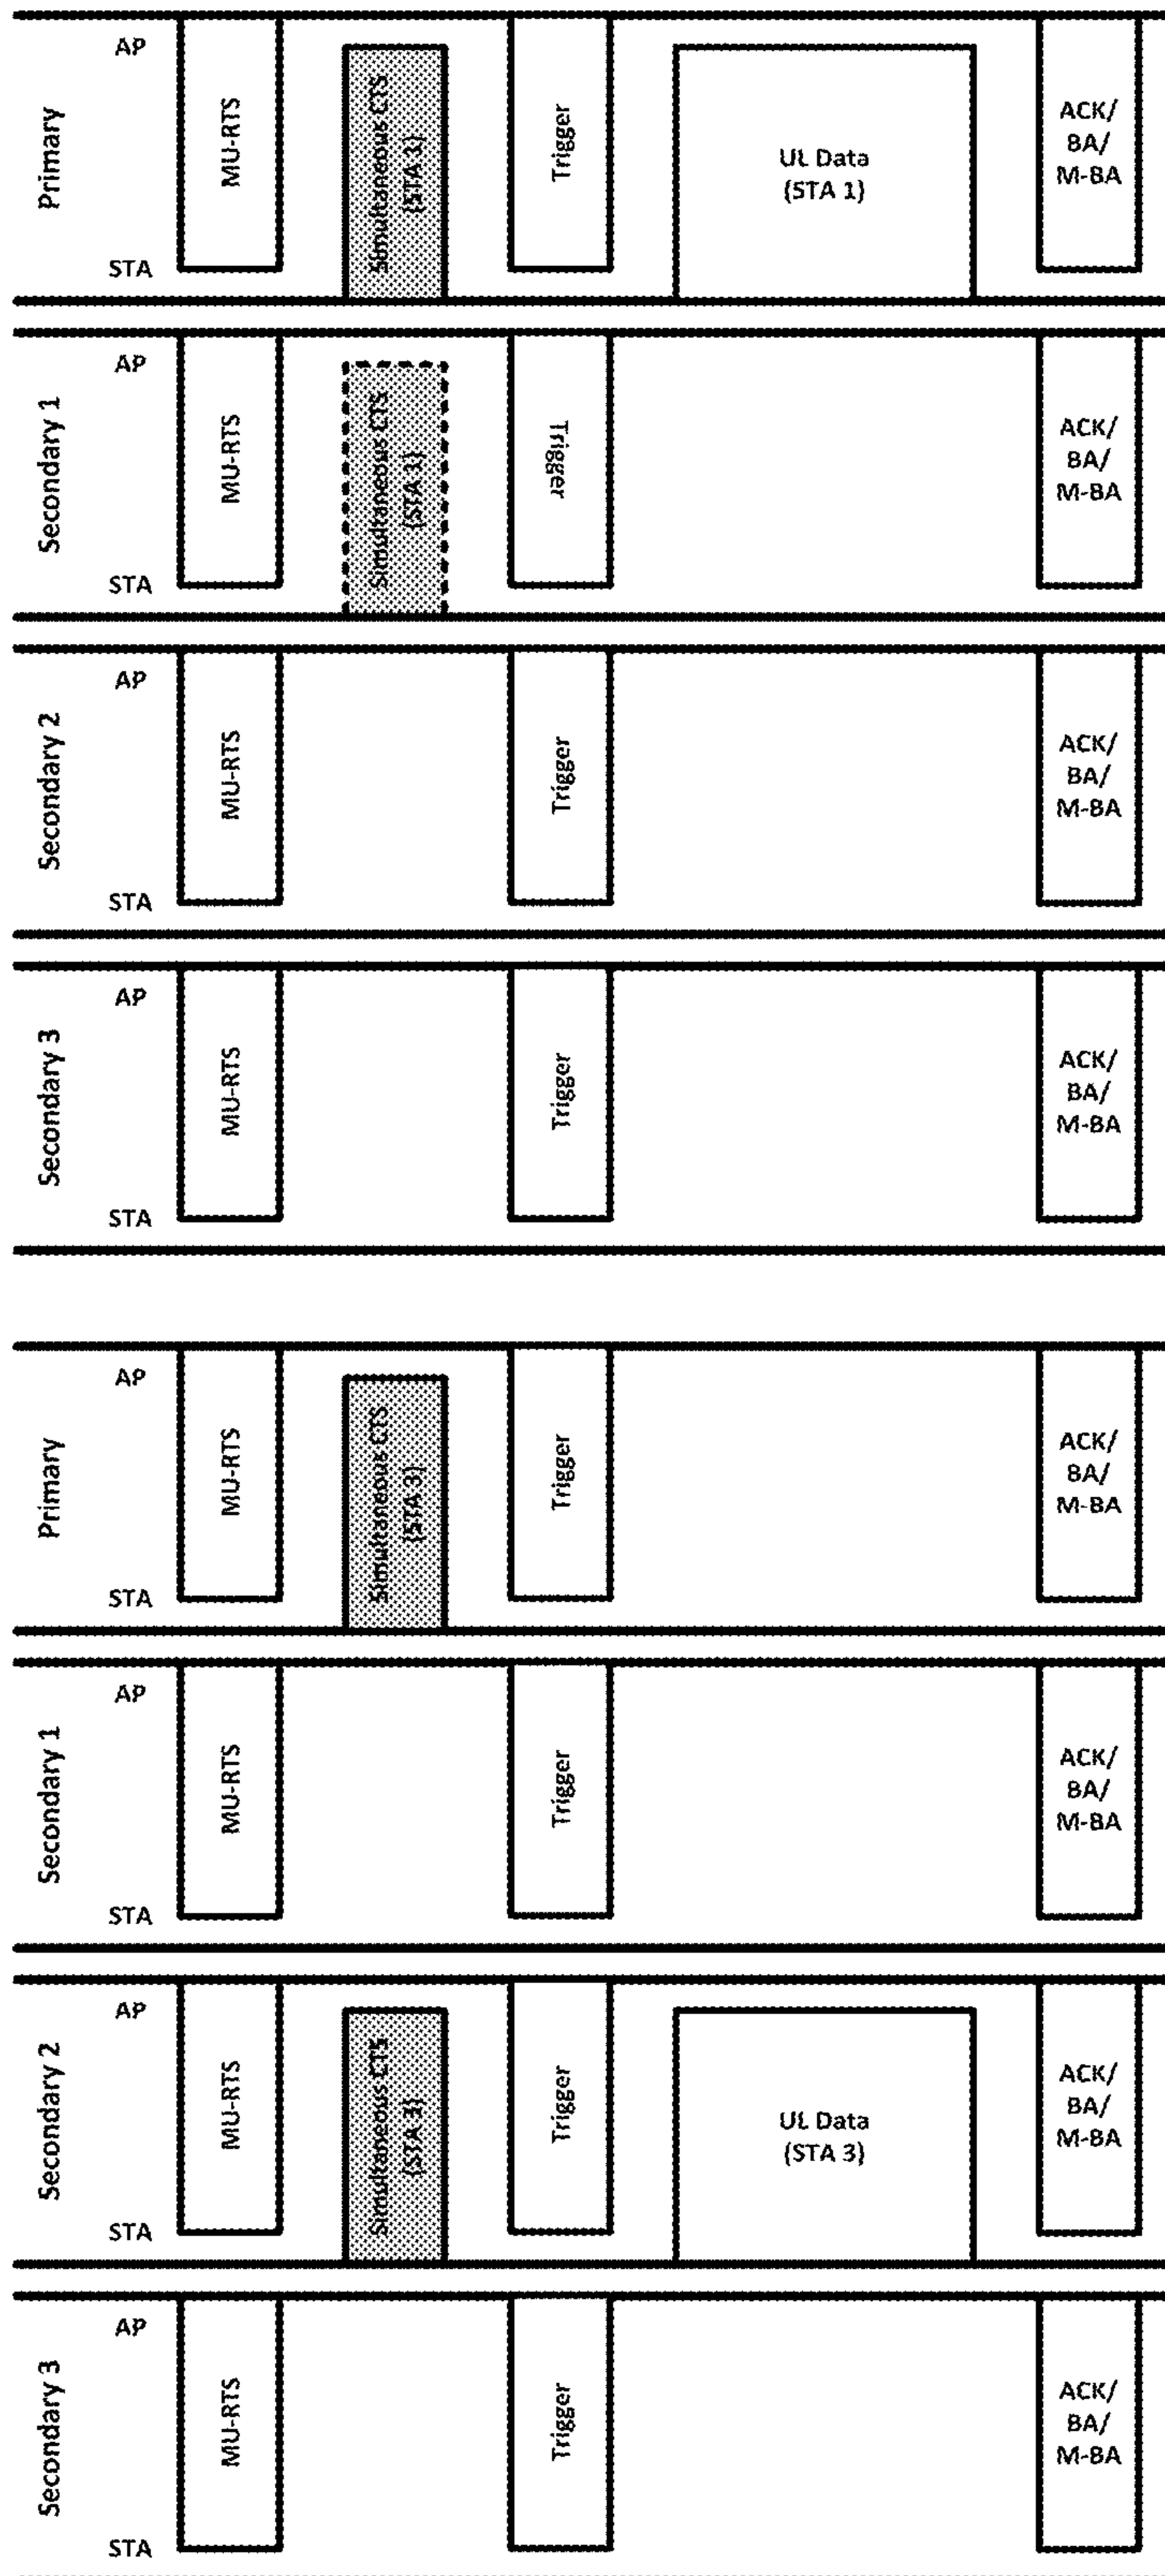 Primary
AP
STA
MU-RTS
Simultaneous CTS
(STA 1)
Trigger
UL Data
(STA 1)
ACK/
BA/
M-BA
Secondary 1
AP
STA
MU-RTS
Simultaneous CTS
(STA 1)
Trigger
ACK/
BA/
M-BA
Secondary 2
AP
STA
MU-RTS
Trigger
ACK/
BA/
M-BA
Secondary 3
AP
STA
MU-RTS
Trigger
ACK/
BA/
M-BA
Primary
AP
STA
MU-RTS
Simultaneous CTS
(STA 3)
Trigger
ACK/
BA/
M-BA
Secondary 1
AP
STA
MU-RTS
Trigger
ACK/
BA/
M-BA
Secondary 2
AP
STA
MU-RTS
Simultaneous CTS
(STA 3)
Trigger
UL Data
(STA 3)
ACK/
BA/
M-BA
Secondary 3
AP
STA
MU-RTS
Trigger
ACK/
BA/
M-BA